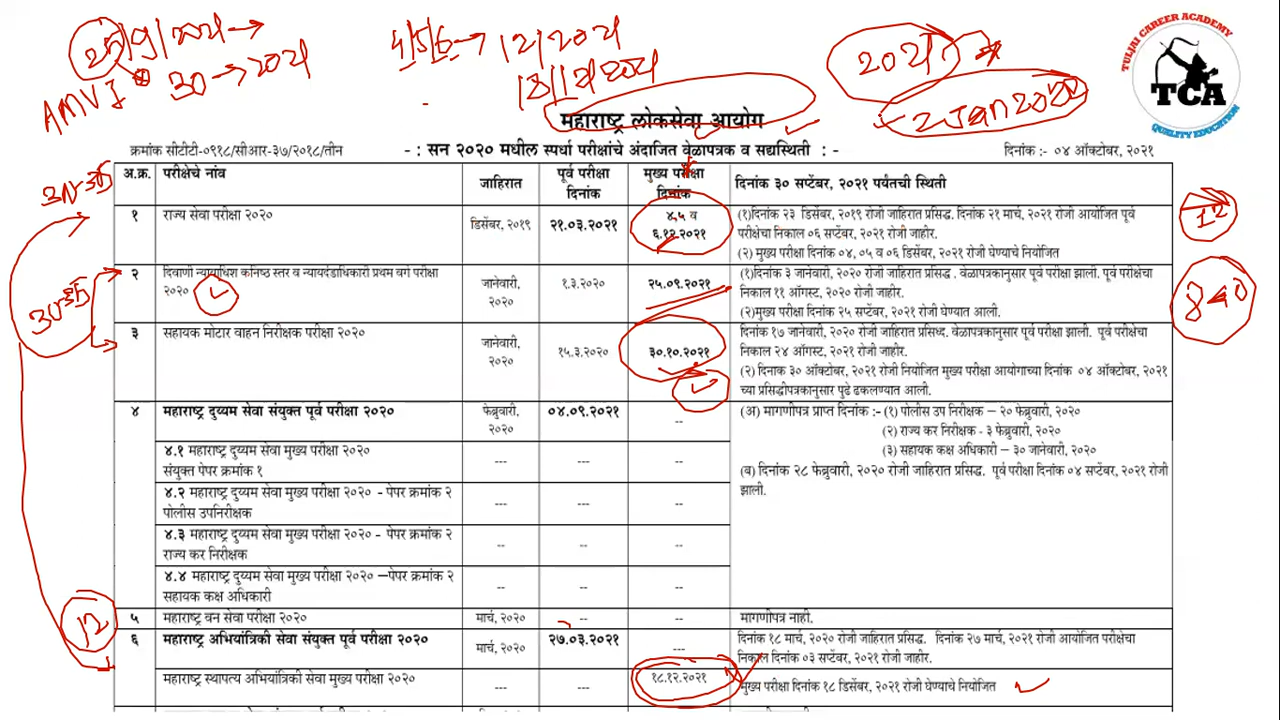 25/9/2021 →
AMVI 30 → 2021
4/5/6 → 12/2021
18/12/2021
2021
2 Jan 2022
TULJAI CAREER ACADEMY
TCA
QUALITY EDUCATION
महाराष्ट्र लोकसेवा आयोग
क्रमांक सीटीटी-०९१८/सीआर-३७/२०१८/तीन
- : सन २०२० मधील स्पर्धा परीक्षांचे अंदाजित वेळापत्रक व सद्यस्थिती : -
दिनांक :- ०४ ऑक्टोबर, २०२१
अ.क्र. परीक्षेचे नांव जाहिरात पूर्व परीक्षा दिनांक मुख्य परीक्षा दिनांक दिनांक ३० सप्टेंबर, २०२१ पर्यंतची स्थिती
१ राज्य सेवा परीक्षा २०२० डिसेंबर, २०१९ २१.०३.२०२१ ४,५ व
६.१२.२०२१
(१)दिनांक २३ डिसेंबर, २०१९ रोजी जाहिरात प्रसिद्ध. दिनांक २१ मार्च, २०२१ रोजी आयोजित पूर्व
परीक्षेचा निकाल ०६ सप्टेंबर, २०२१ रोजी जाहीर.
(२) मुख्य परीक्षा दिनांक ०४, ०५ व ०६ डिसेंबर, २०२१ रोजी घेण्याचे नियोजित
12
२ दिवाणी न्यायाधिश कनिष्ठ स्तर व न्यायदंडाधिकारी प्रथम वर्ग परीक्षा
२०२०
जानेवारी,
२०२०
१.३.२०२० २५.०९.२०२१
(१)दिनांक ३ जानेवारी, २०२० रोजी जाहिरात प्रसिद्ध . वेळापत्रकानुसार पूर्व परीक्षा झाली. पूर्व परीक्षेचा
निकाल ११ ऑगस्ट, २०२० रोजी जाहीर.
(२)मुख्य परीक्षा दिनांक २५ सप्टेंबर, २०२१ रोजी घेण्यात आली.
३ सहायक मोटार वाहन निरीक्षक परीक्षा २०२०
जानेवारी,
२०२०
१५.३.२०२० ३०.१०.२०२१
दिनांक १७ जानेवारी, २०२० रोजी जाहिरात प्रसिध्द. वेळापत्रकानुसार पूर्व परीक्षा झाली. पूर्व परीक्षेचा
निकाल २४ ऑगस्ट, २०२१ रोजी जाहीर.
(२) दिनांक ३० ऑक्टोबर, २०२१ रोजी नियोजित मुख्य परीक्षा आयोगाच्या दिनांक ०४ ऑक्टोबर, २०२१
च्या प्रसिद्धीपत्रकानुसार पुढे ढकलण्यात आली.
४ महाराष्ट्र दुय्यम सेवा संयुक्त पूर्व परीक्षा २०२० फेब्रुवारी,
२०२०
०४.०९.२०२१ --
(अ) मागणीपत्र प्राप्त दिनांक :- (१) पोलीस उप निरीक्षक – २० फेब्रुवारी, २०२०
(२) राज्य कर निरीक्षक - ३ फेब्रुवारी, २०२०
(३) सहायक कक्ष अधिकारी – ३० जानेवारी, २०२०
(ब) दिनांक २८ फेब्रुवारी, २०२० रोजी जाहिरात प्रसिद्ध. पूर्व परीक्षा दिनांक ०४ सप्टेंबर, २०२१ रोजी
झाली.
४.१ महाराष्ट्र दुय्यम सेवा मुख्य परीक्षा २०२०
संयुक्त पेपर क्रमांक १
--- --- ---
४.२ महाराष्ट्र दुय्यम सेवा मुख्य परीक्षा २०२० - पेपर क्रमांक २
पोलीस उपनिरीक्षक
--- -- --
४.३ महाराष्ट्र दुय्यम सेवा मुख्य परीक्षा २०२० - पेपर क्रमांक २
राज्य कर निरीक्षक
-- -- --
४.४ महाराष्ट्र दुय्यम सेवा मुख्य परीक्षा २०२० –पेपर क्रमांक २
सहायक कक्ष अधिकारी
-- -- --
12
५ महाराष्ट्र वन सेवा परीक्षा २०२० मार्च, २०२० -- -- मागणीपत्र नाही.
६ महाराष्ट्र अभियांत्रिकी सेवा संयुक्त पूर्व परीक्षा २०२० मार्च, २०२० २७.०३.२०२१ ---
दिनांक १८ मार्च, २०२० रोजी जाहिरात प्रसिद्ध. दिनांक २७ मार्च, २०२१ रोजी आयोजित परीक्षेचा
निकाल दिनांक ०३ सप्टेंबर, २०२१ रोजी जाहीर.
महाराष्ट्र स्थापत्य अभियांत्रिकी सेवा मुख्य परीक्षा २०२० --- --- १८.१२.२०२१ मुख्य परीक्षा दिनांक १८ डिसेंबर, २०२१ रोजी घेण्याचे नियोजित